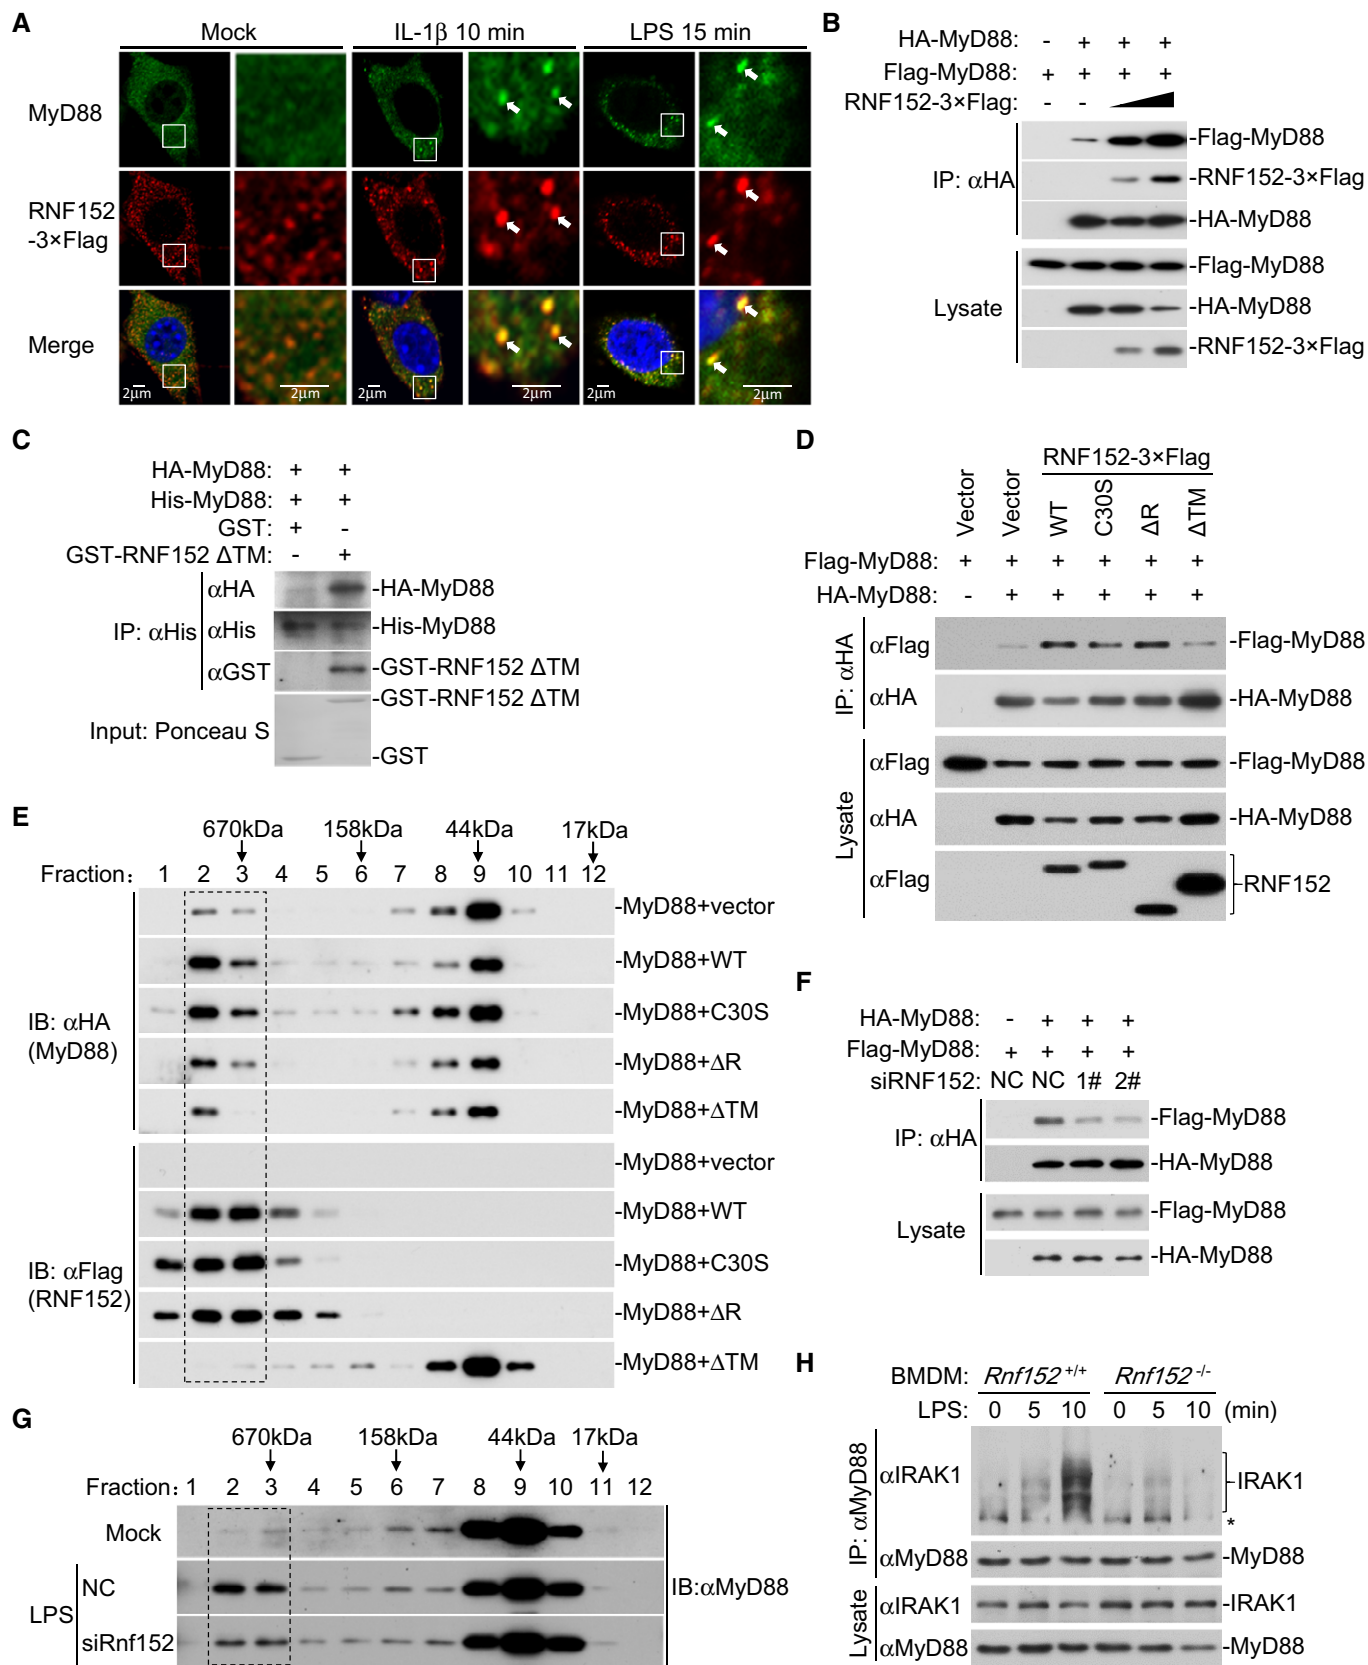 A
Mock
IL-1β 10 min
LPS 15 min
MyD88
RNF152
-3×Flag
Merge
2μm
2μm
2μm
2μm
2μm
2μm
B
HA-MyD88: - + + +
Flag-MyD88: + + + +
RNF152-3×Flag: - -
IP: αHA
-Flag-MyD88
-RNF152-3×Flag
-HA-MyD88
Lysate
-Flag-MyD88
-HA-MyD88
-RNF152-3×Flag
C
HA-MyD88: + +
His-MyD88: + +
GST: + -
GST-RNF152 ΔTM: - +
IP: αHis
αHA -HA-MyD88
αHis -His-MyD88
αGST -GST-RNF152 ΔTM
-GST-RNF152 ΔTM
Input: Ponceau S
-GST
D
RNF152-3×Flag
Vector Vector WT C30S ΔR ΔTM
Flag-MyD88: + + + + + +
HA-MyD88: - + + + + +
IP: αHA
αFlag -Flag-MyD88
αHA -HA-MyD88
Lysate
αFlag -Flag-MyD88
αHA -HA-MyD88
αFlag RNF152
E
670kDa 158kDa 44kDa 17kDa
Fraction: 1 2 3 4 5 6 7 8 9 10 11 12
IB: αHA
(MyD88)
-MyD88+vector
-MyD88+WT
-MyD88+C30S
-MyD88+ΔR
-MyD88+ΔTM
IB: αFlag
(RNF152)
-MyD88+vector
-MyD88+WT
-MyD88+C30S
-MyD88+ΔR
-MyD88+ΔTM
F
HA-MyD88: - + + +
Flag-MyD88: + + + +
siRNF152: NC NC 1# 2#
IP: αHA
-Flag-MyD88
-HA-MyD88
Lysate
-Flag-MyD88
-HA-MyD88
G
670kDa 158kDa 44kDa 17kDa
Fraction: 1 2 3 4 5 6 7 8 9 10 11 12
Mock
LPS
NC
siRnf152
IB:αMyD88
H
BMDM: Rnf152 +/+ Rnf152 -/-
LPS: 0 5 10 0 5 10 (min)
IP: αMyD88
αIRAK1 IRAK1
*
αMyD88 -MyD88
Lysate
αIRAK1 -IRAK1
αMyD88 -MyD88